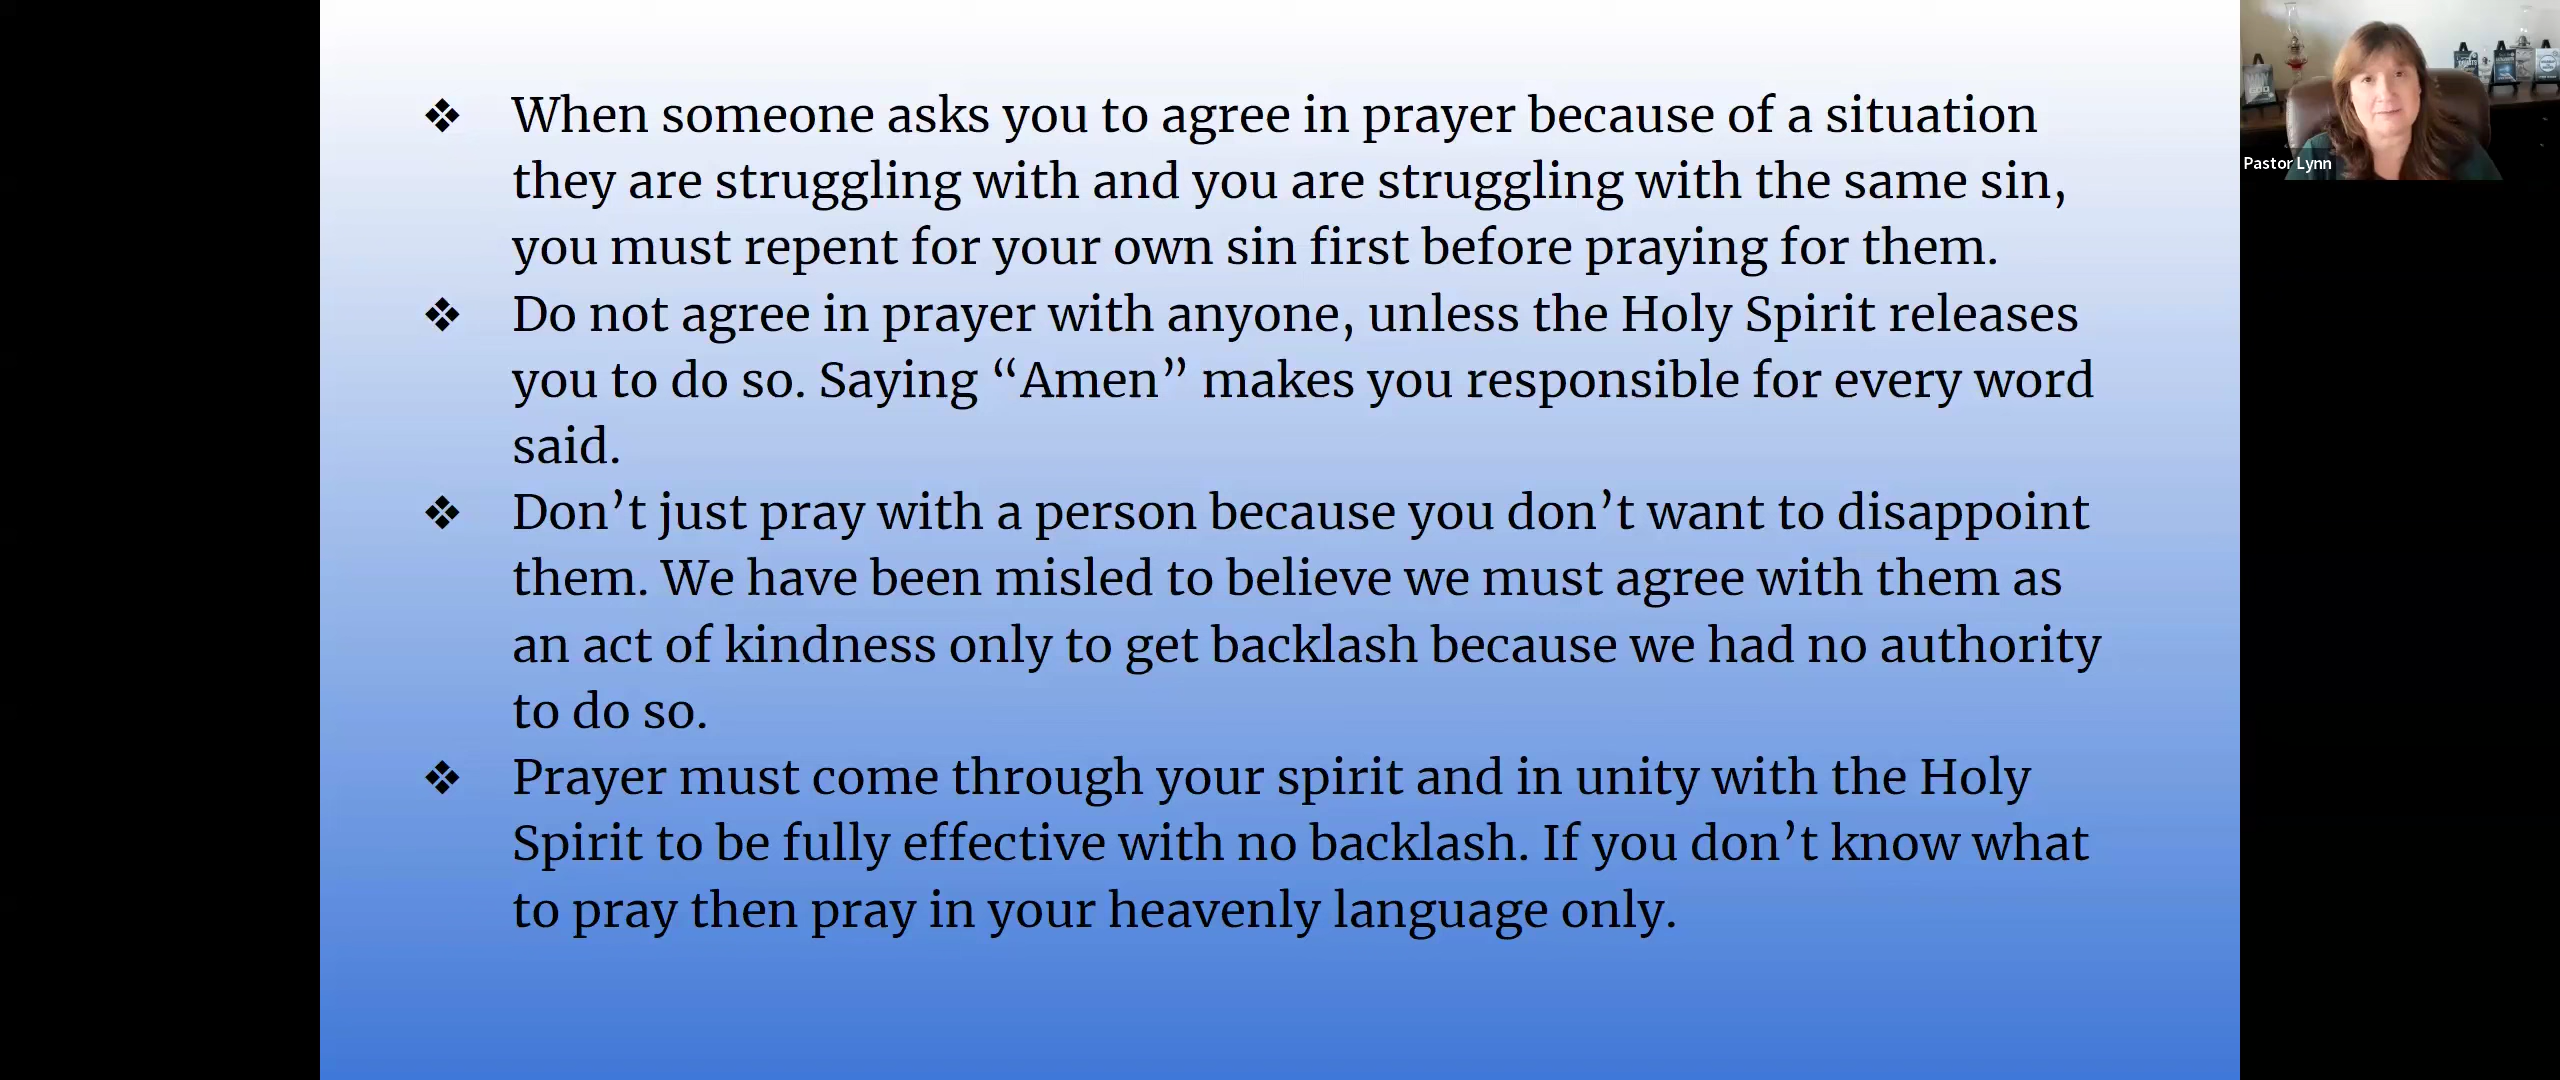 ❖ When someone asks you to agree in prayer because of a situation
they are struggling with and you are struggling with the same sin,
you must repent for your own sin first before praying for them.
❖ Do not agree in prayer with anyone, unless the Holy Spirit releases
you to do so. Saying “Amen” makes you responsible for every word
said.
❖ Don’t just pray with a person because you don’t want to disappoint
them. We have been misled to believe we must agree with them as
an act of kindness only to get backlash because we had no authority
to do so.
❖ Prayer must come through your spirit and in unity with the Holy
Spirit to be fully effective with no backlash. If you don’t know what
to pray then pray in your heavenly language only.
Pastor Lynn